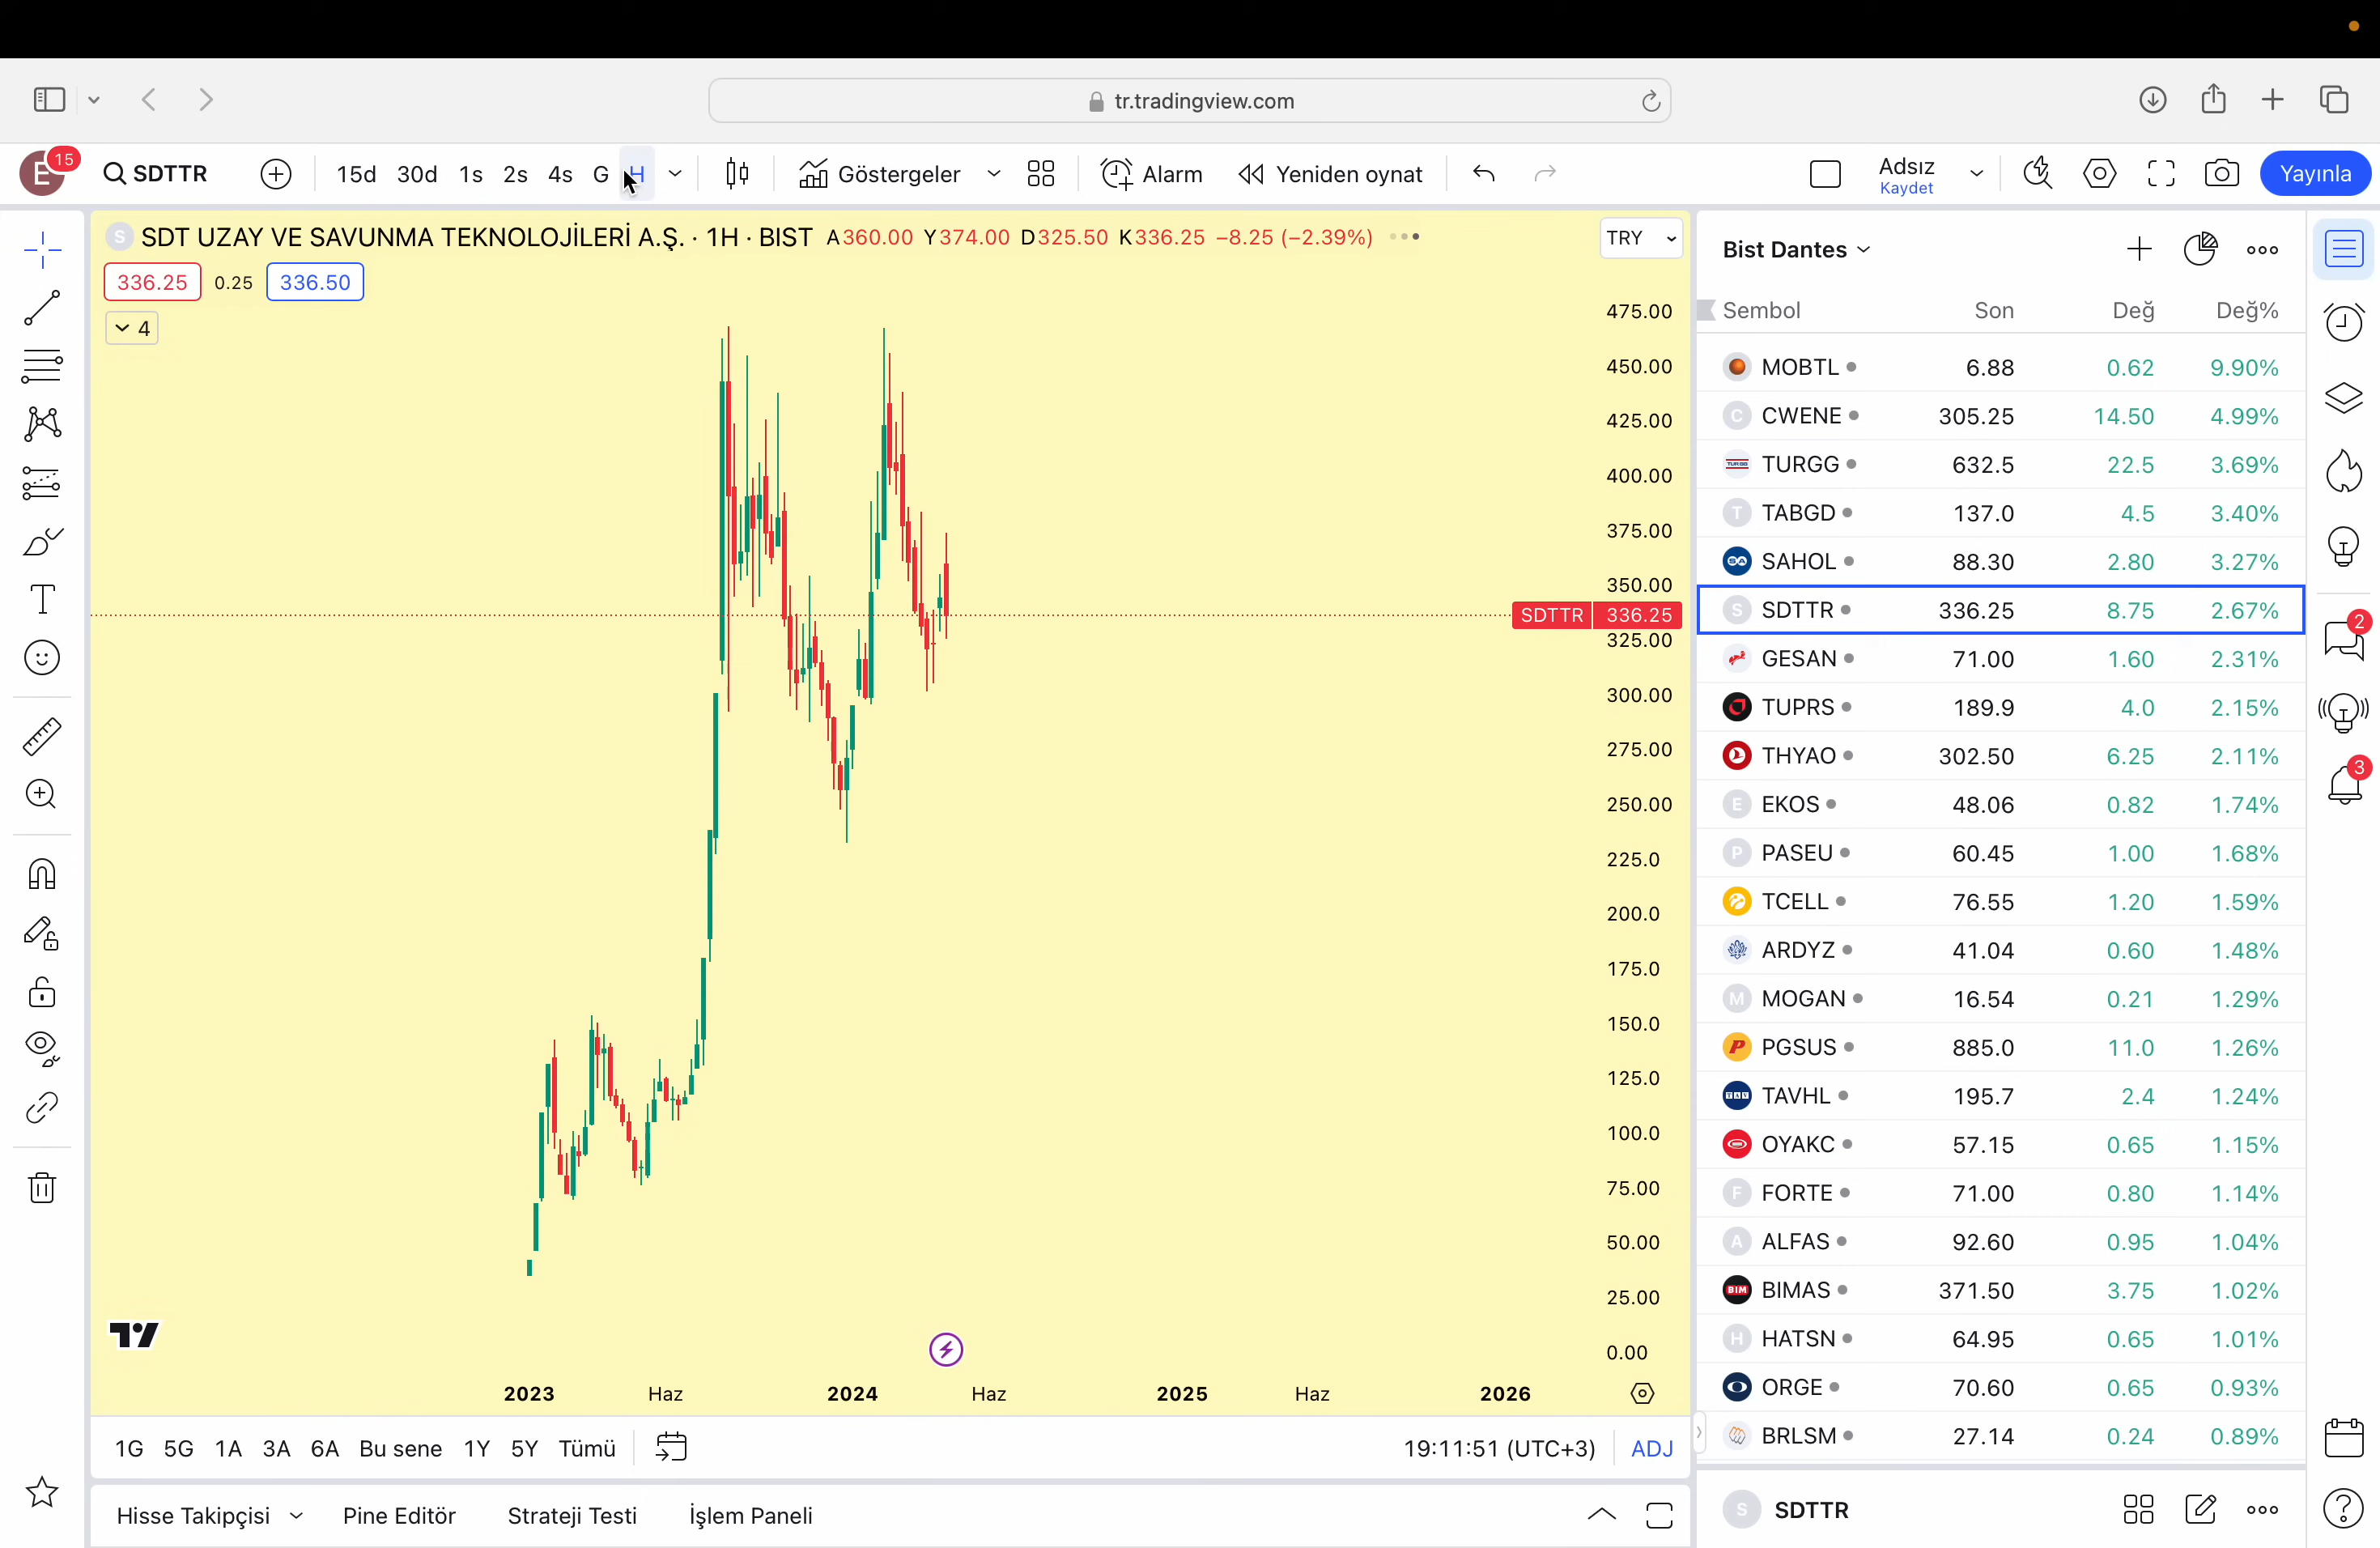 tr.tradingview.com
E 15 SDTTR 15d 30d 1s 2s 4s G H Göstergeler Alarm Yeniden oynat Adsız Kaydet Yayınla
S SDT UZAY VE SAVUNMA TEKNOLOJİLERİ A.Ş. · 1H · BIST A360.00 Y374.00 D325.50 K336.25 −8.25 (−2.39%) TRY
336.25 0.25 336.50
4
475.00
450.00
425.00
400.00
375.00
350.00
SDTTR 336.25
325.00
300.00
275.00
250.00
225.0
200.0
175.0
150.0
125.0
100.0
75.00
50.00
25.00
0.00
2023 Haz 2024 Haz 2025 Haz 2026
1G 5G 1A 3A 6A Bu sene 1Y 5Y Tümü 19:11:51 (UTC+3) ADJ
Hisse Takipçisi Pine Editör Strateji Testi İşlem Paneli
Bist Dantes
Sembol Son Değ Değ%
MOBTL 6.88 0.62 9.90%
C CWENE 305.25 14.50 4.99%
TURGG 632.5 22.5 3.69%
T TABGD 137.0 4.5 3.40%
SA SAHOL 88.30 2.80 3.27%
S SDTTR 336.25 8.75 2.67%
GESAN 71.00 1.60 2.31%
TUPRS 189.9 4.0 2.15%
THYAO 302.50 6.25 2.11%
E EKOS 48.06 0.82 1.74%
P PASEU 60.45 1.00 1.68%
TCELL 76.55 1.20 1.59%
ARDYZ 41.04 0.60 1.48%
M MOGAN 16.54 0.21 1.29%
P PGSUS 885.0 11.0 1.26%
TAV TAVHL 195.7 2.4 1.24%
OYAKC 57.15 0.65 1.15%
F FORTE 71.00 0.80 1.14%
A ALFAS 92.60 0.95 1.04%
BIM BIMAS 371.50 3.75 1.02%
H HATSN 64.95 0.65 1.01%
ORGE 70.60 0.65 0.93%
BRLSM 27.14 0.24 0.89%
S SDTTR
2
3